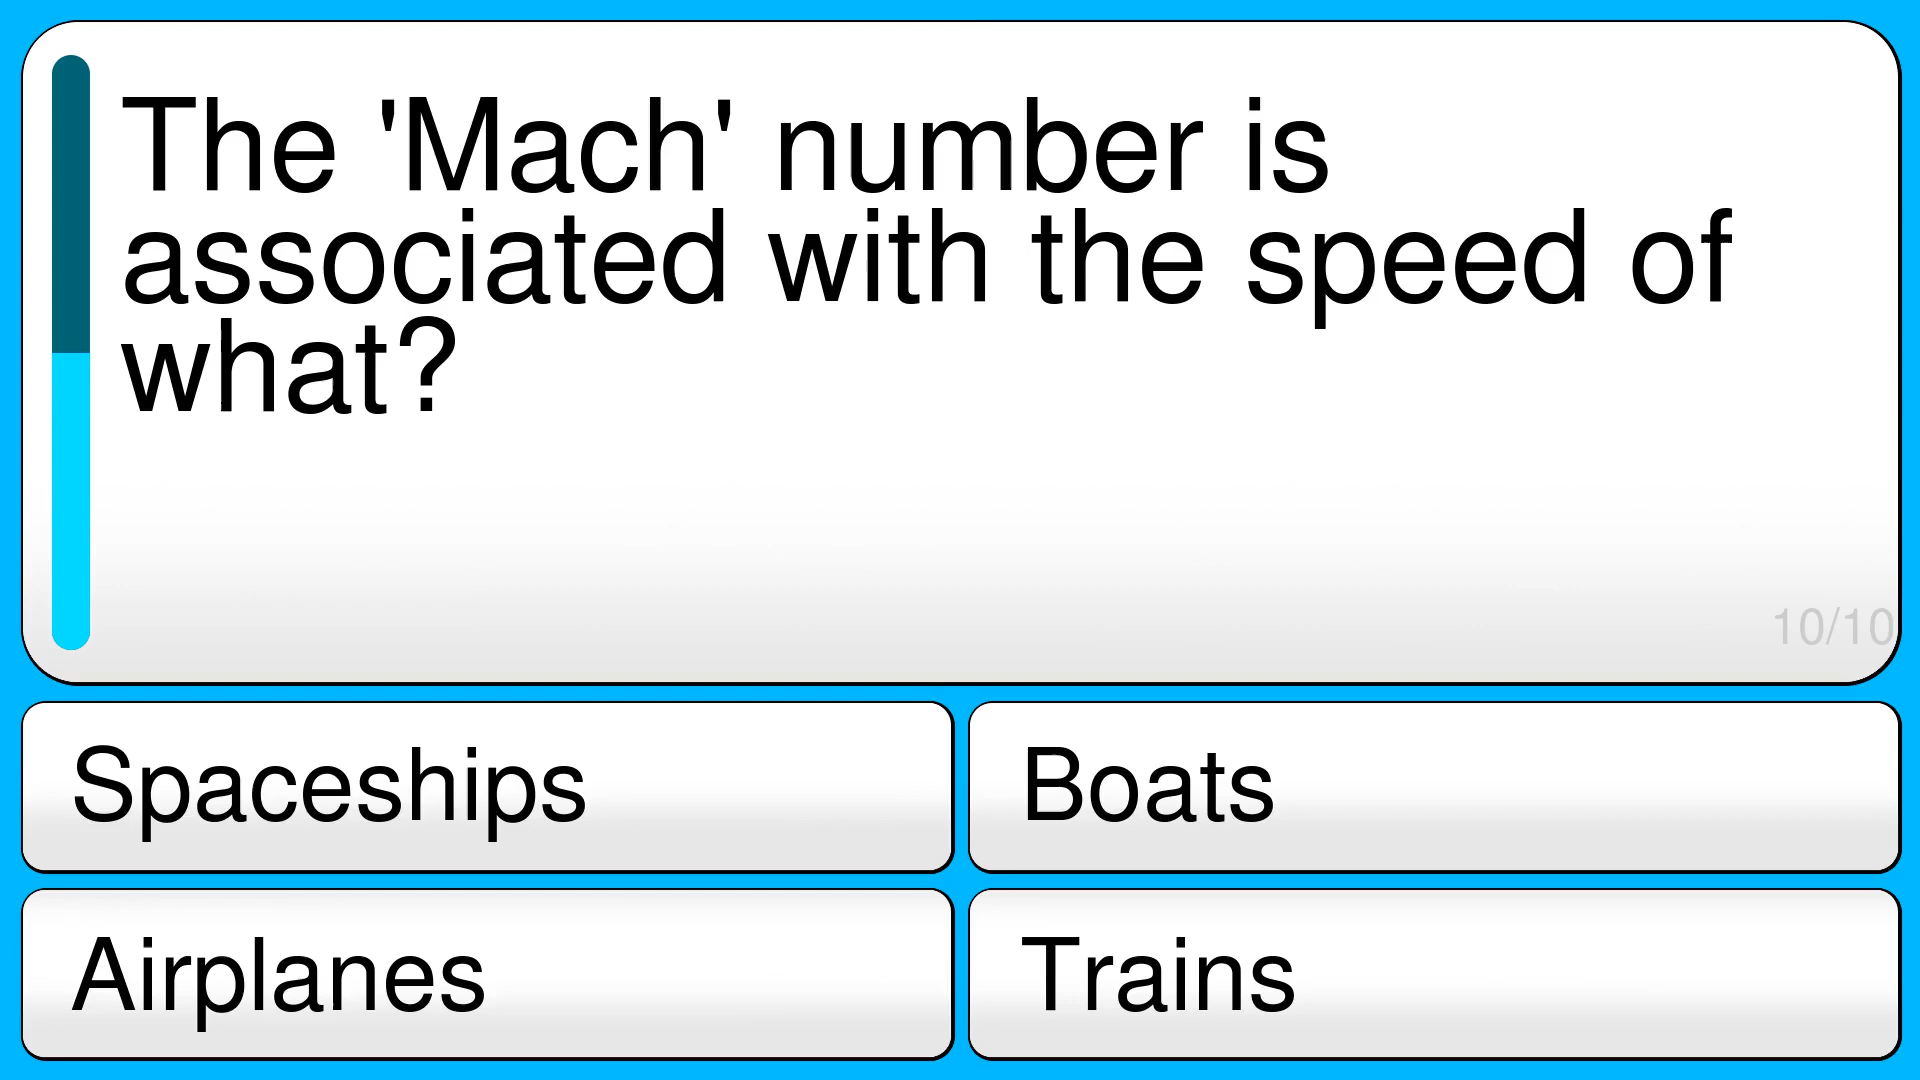 The 'Mach' number is
associated with the speed of
what?
10/10
Spaceships
Boats
Airplanes
Trains